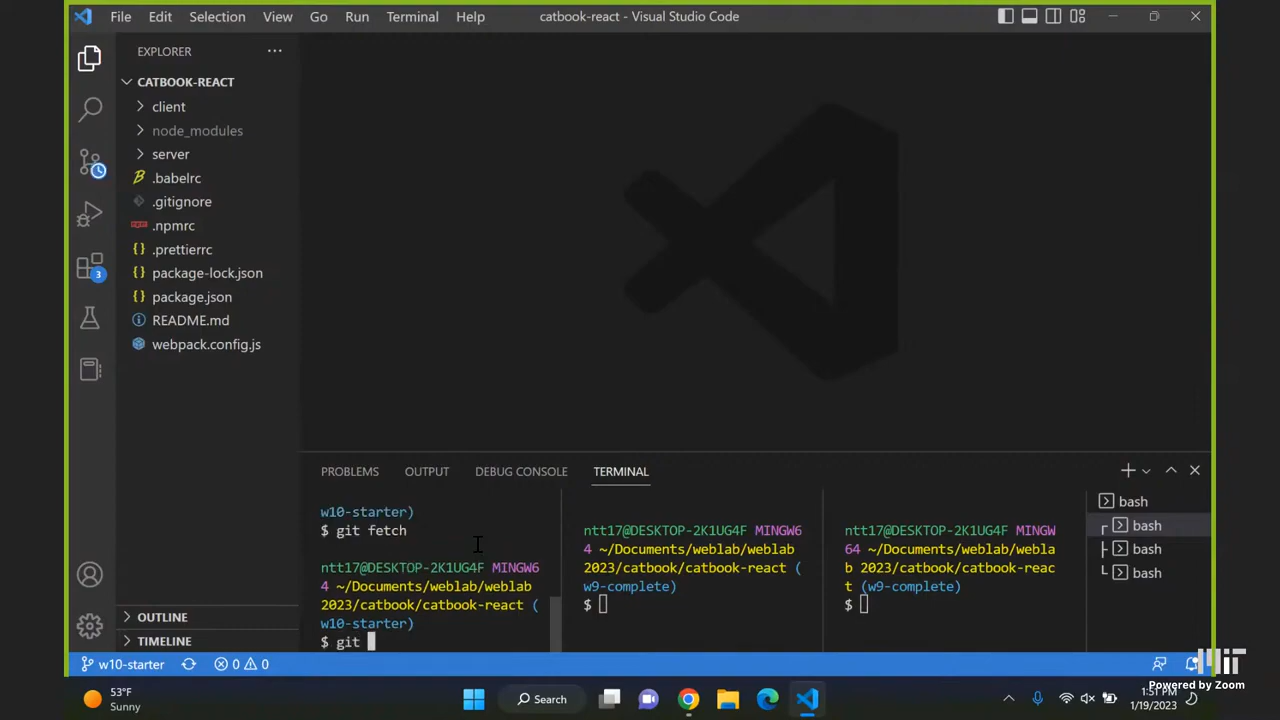 File Edit Selection View Go Run Terminal Help
catbook-react - Visual Studio Code
EXPLORER
CATBOOK-REACT
client
node_modules
server
.babelrc
.gitignore
.npmrc
.prettierrc
package-lock.json
package.json
README.md
webpack.config.js
3
OUTLINE
TIMELINE
PROBLEMS OUTPUT DEBUG CONSOLE TERMINAL
w10-starter)
$ git fetch
ntt17@DESKTOP-2K1UG4F MINGW6
4 ~/Documents/weblab/weblab
2023/catbook/catbook-react (
w10-starter)
$ git
ntt17@DESKTOP-2K1UG4F MINGW6
4 ~/Documents/weblab/weblab
2023/catbook/catbook-react (
w9-complete)
$
ntt17@DESKTOP-2K1UG4F MINGW
64 ~/Documents/weblab/webla
b 2023/catbook/catbook-reac
t (w9-complete)
$
bash
bash
bash
bash
w10-starter 0 0
MIT
Powered by Zoom
53°F
Sunny
Search
1:51 PM
1/19/2023